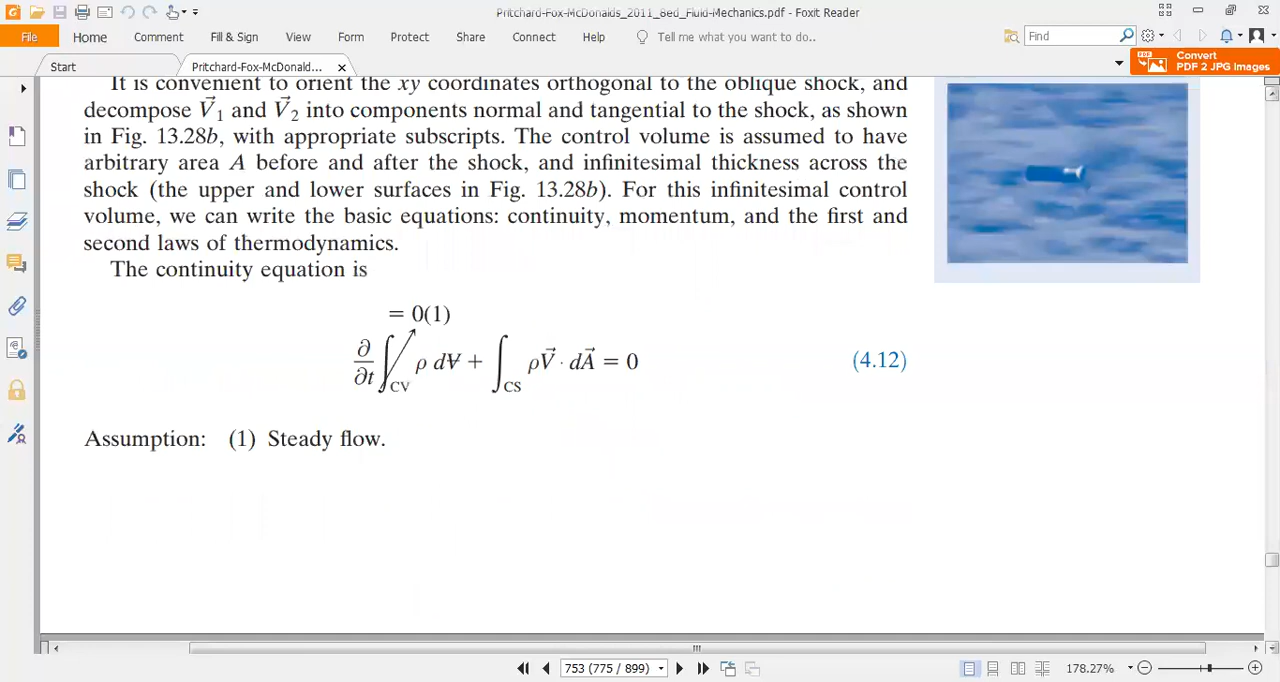 Pritchard-Fox-McDonalds_2011_8ed_Fluid-Mechanics.pdf - Foxit Reader
File Home Comment Fill & Sign View Form Protect Share Connect Help Tell me what you want to do.. Find
Start Pritchard-Fox-McDonald... Convert
PDF 2 JPG Images
It is convenient to orient the xy coordinates orthogonal to the oblique shock, and
decompose V⃗₁ and V⃗₂ into components normal and tangential to the shock, as shown
in Fig. 13.28b, with appropriate subscripts. The control volume is assumed to have
arbitrary area A before and after the shock, and infinitesimal thickness across the
shock (the upper and lower surfaces in Fig. 13.28b). For this infinitesimal control
volume, we can write the basic equations: continuity, momentum, and the first and
second laws of thermodynamics.
The continuity equation is
= 0(1)
∂/∂t ∫CV ρ dV̶ + ∫CS ρV⃗ · dA⃗ = 0 (4.12)
Assumption: (1) Steady flow.
753 (775 / 899) 178.27%